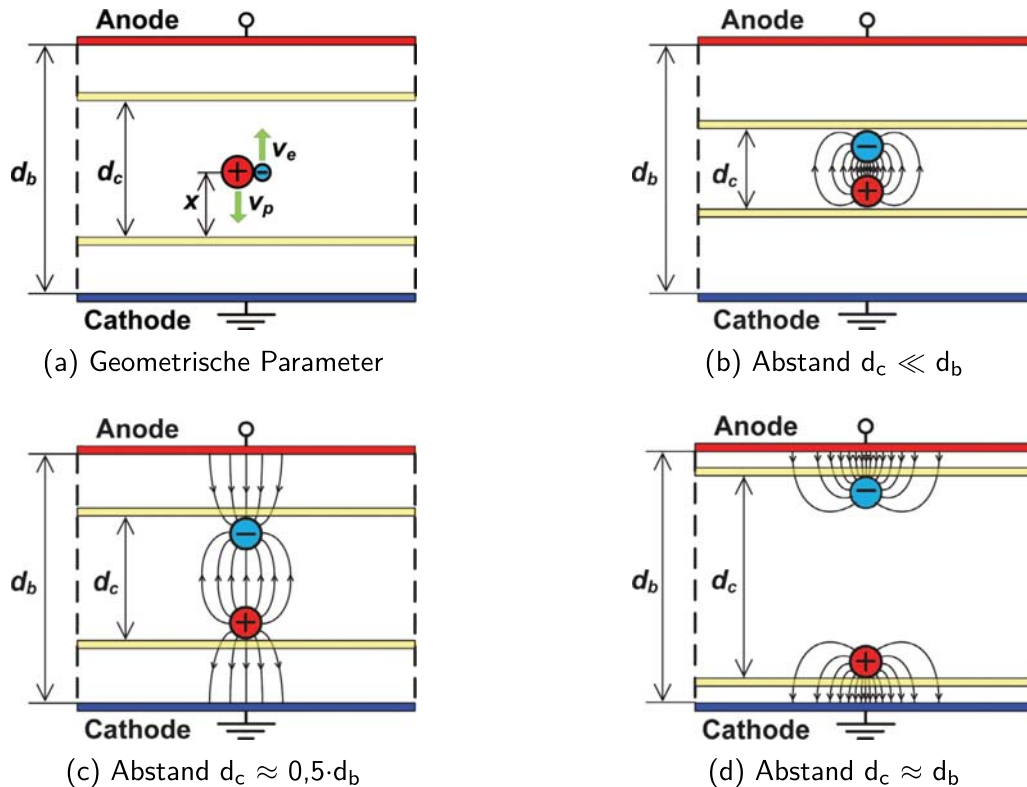 Anode
d_b
d_c
x
v_e
v_p
+
−
Cathode
(a) Geometrische Parameter
Anode
d_b
d_c
−
+
Cathode
(b) Abstand d_c ≪ d_b
Anode
d_b
d_c
−
+
Cathode
(c) Abstand d_c ≈ 0,5·d_b
Anode
d_b
d_c
−
+
Cathode
(d) Abstand d_c ≈ d_b